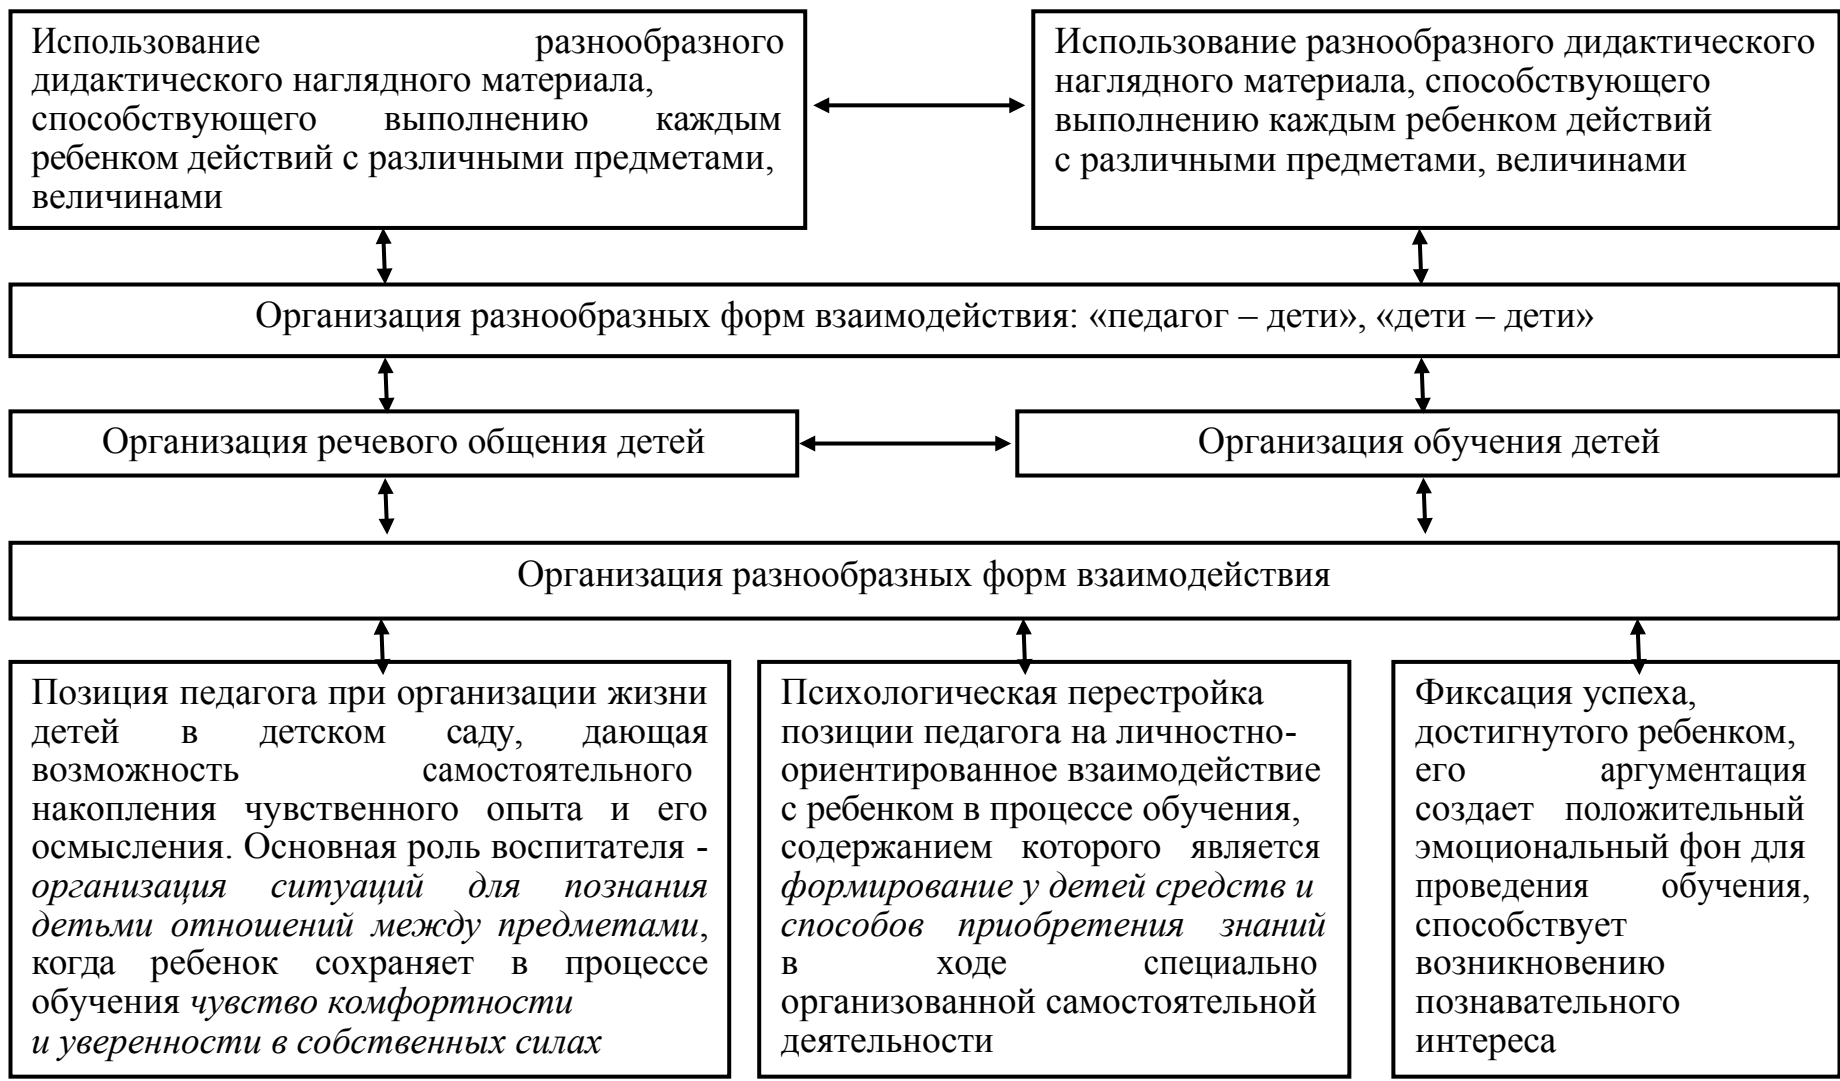 Использование разнообразного
дидактического наглядного материала,
способствующего выполнению каждым
ребенком действий с различными предметами,
величинами
Использование разнообразного дидактического
наглядного материала, способствующего
выполнению каждым ребенком действий
с различными предметами, величинами
Организация разнообразных форм взаимодействия: «педагог – дети», «дети – дети»
Организация речевого общения детей
Организация обучения детей
Организация разнообразных форм взаимодействия
Позиция педагога при организации жизни
детей в детском саду, дающая
возможность самостоятельного
накопления чувственного опыта и его
осмысления. Основная роль воспитателя -
организация ситуаций для познания
детьми отношений между предметами,
когда ребенок сохраняет в процессе
обучения чувство комфортности
и уверенности в собственных силах
Психологическая перестройка
позиции педагога на личностно-
ориентированное взаимодействие
с ребенком в процессе обучения,
содержанием которого является
формирование у детей средств и
способов приобретения знаний
в ходе специально
организованной самостоятельной
деятельности
Фиксация успеха,
достигнутого ребенком,
его аргументация
создает положительный
эмоциональный фон для
проведения обучения,
способствует
возникновению
познавательного
интереса